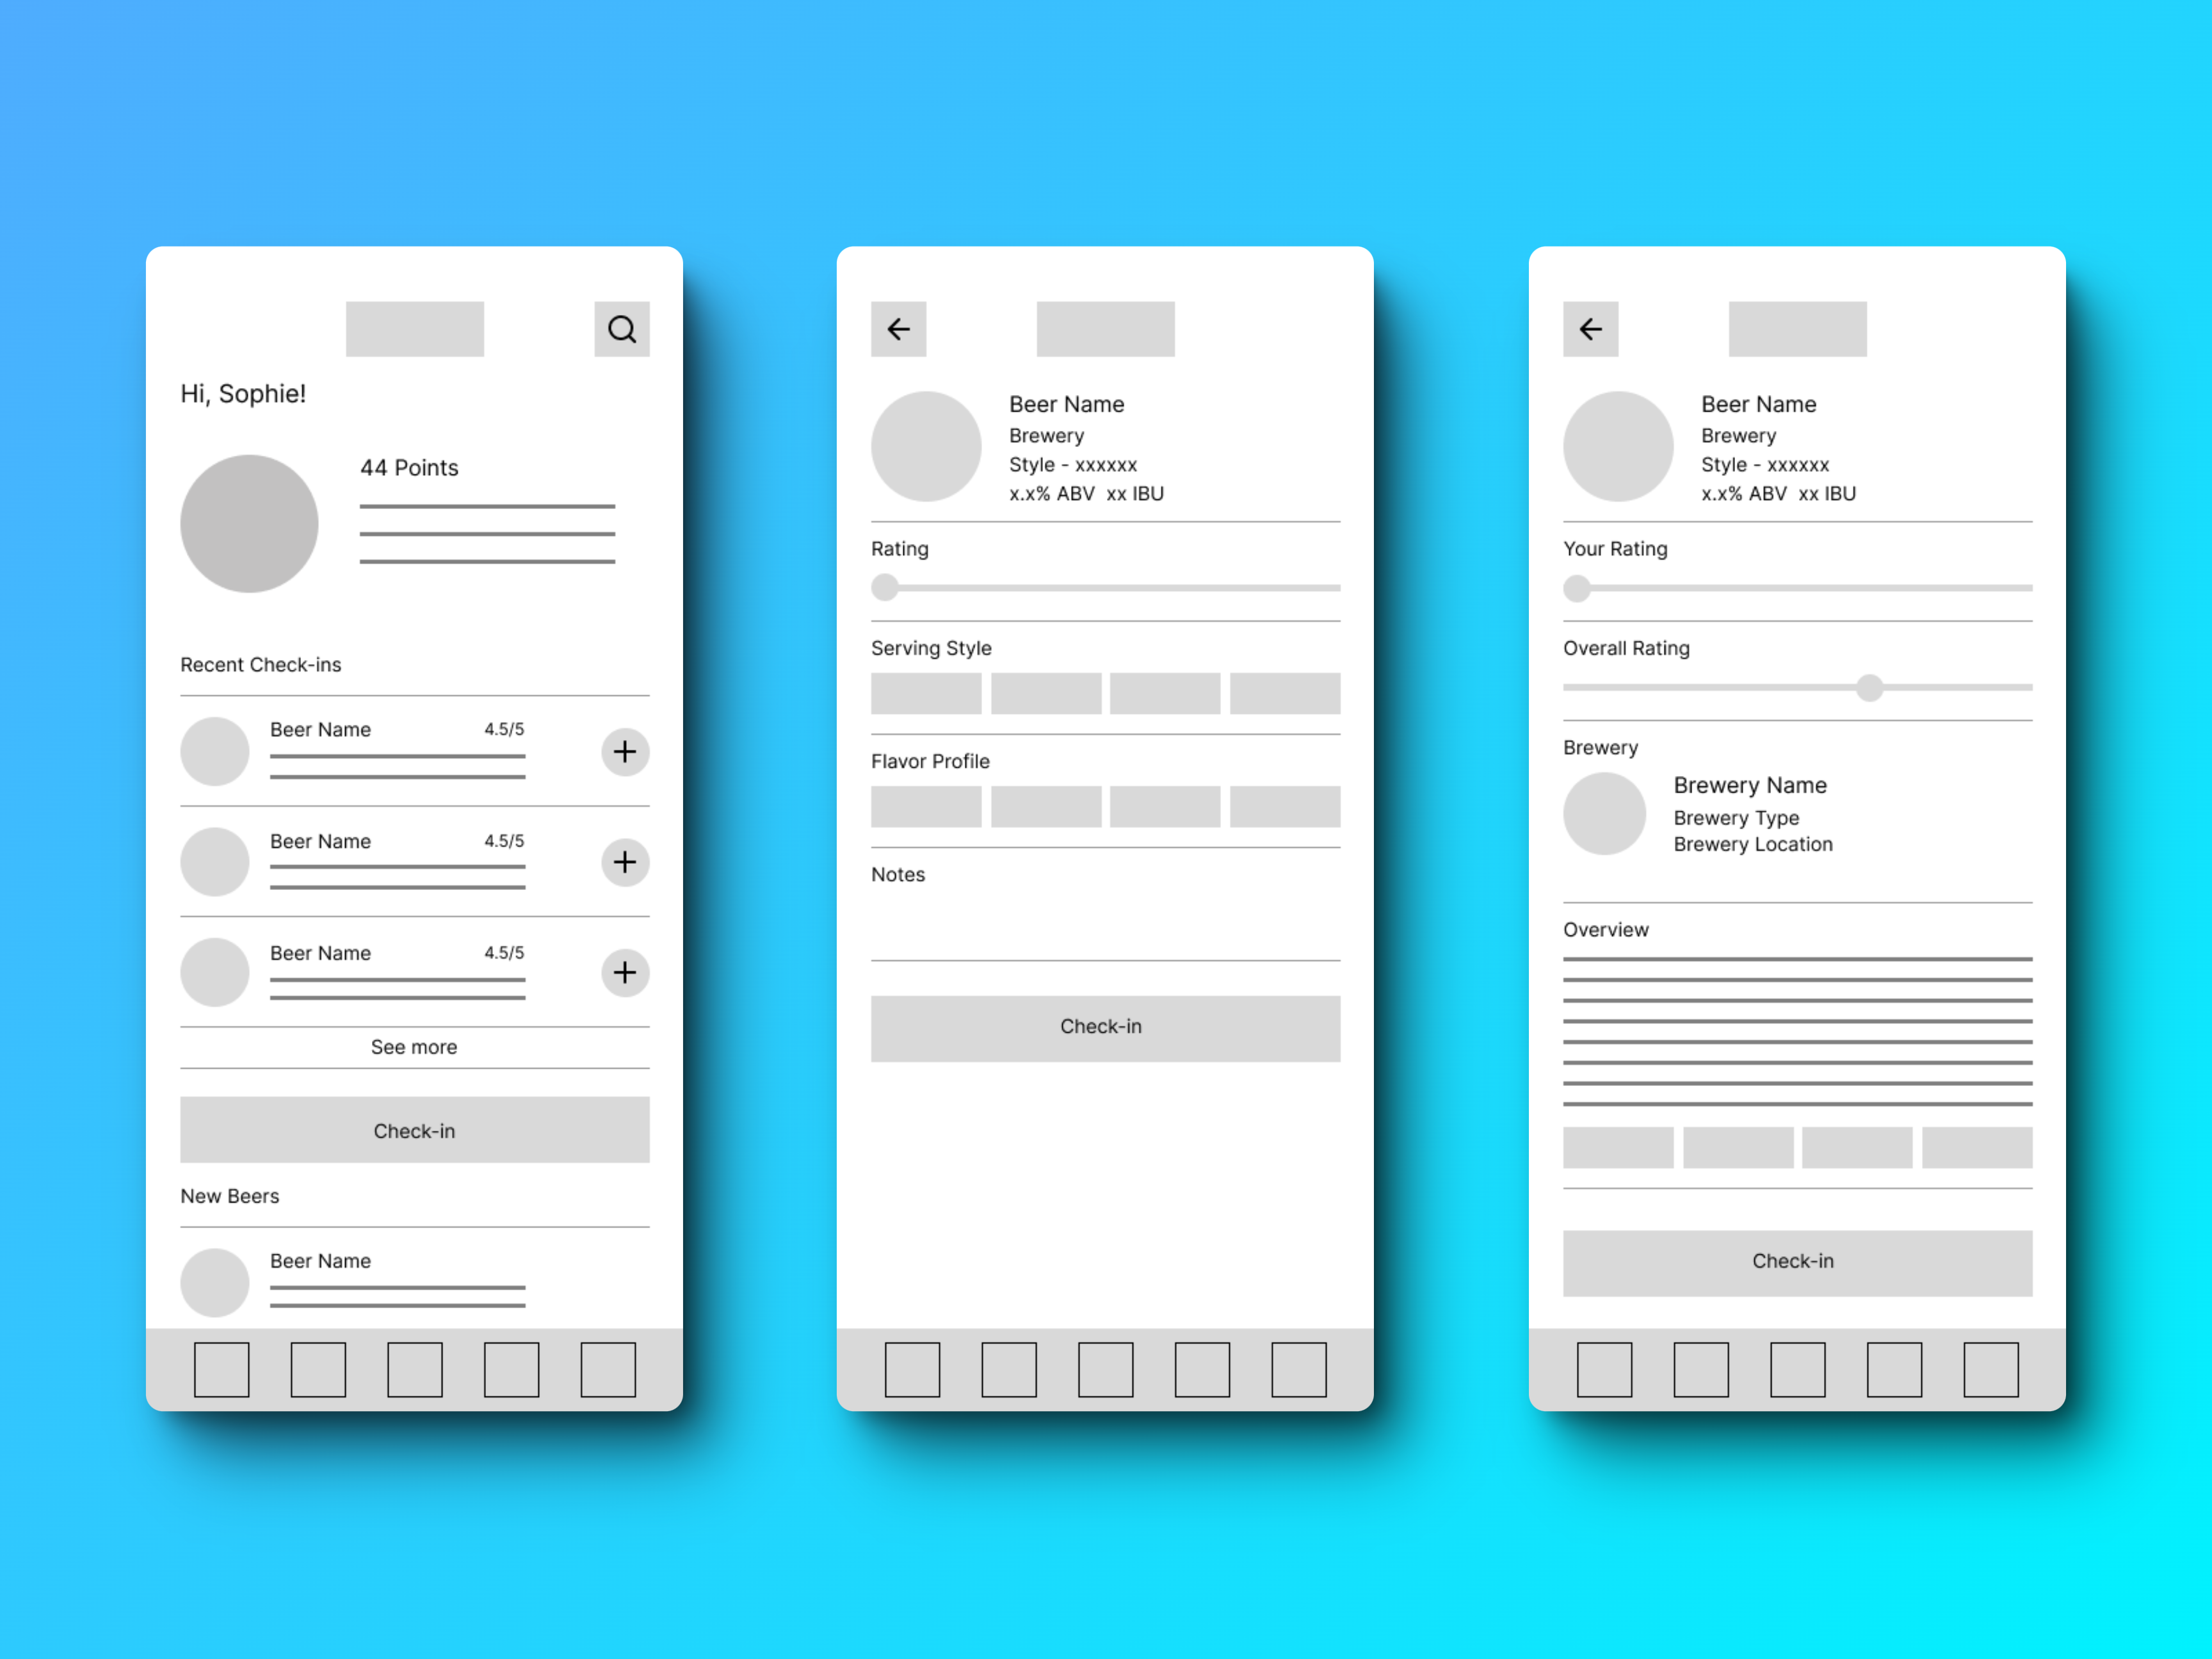 Hi, Sophie!
44 Points
Recent Check-ins
Beer Name 4.5/5
Beer Name 4.5/5
Beer Name 4.5/5
See more
Check-in
New Beers
Beer Name
Beer Name
Brewery
Style - xxxxxx
x.x% ABV xx IBU
Rating
Serving Style
Flavor Profile
Notes
Check-in
Beer Name
Brewery
Style - xxxxxx
x.x% ABV xx IBU
Your Rating
Overall Rating
Brewery
Brewery Name
Brewery Type
Brewery Location
Overview
Check-in